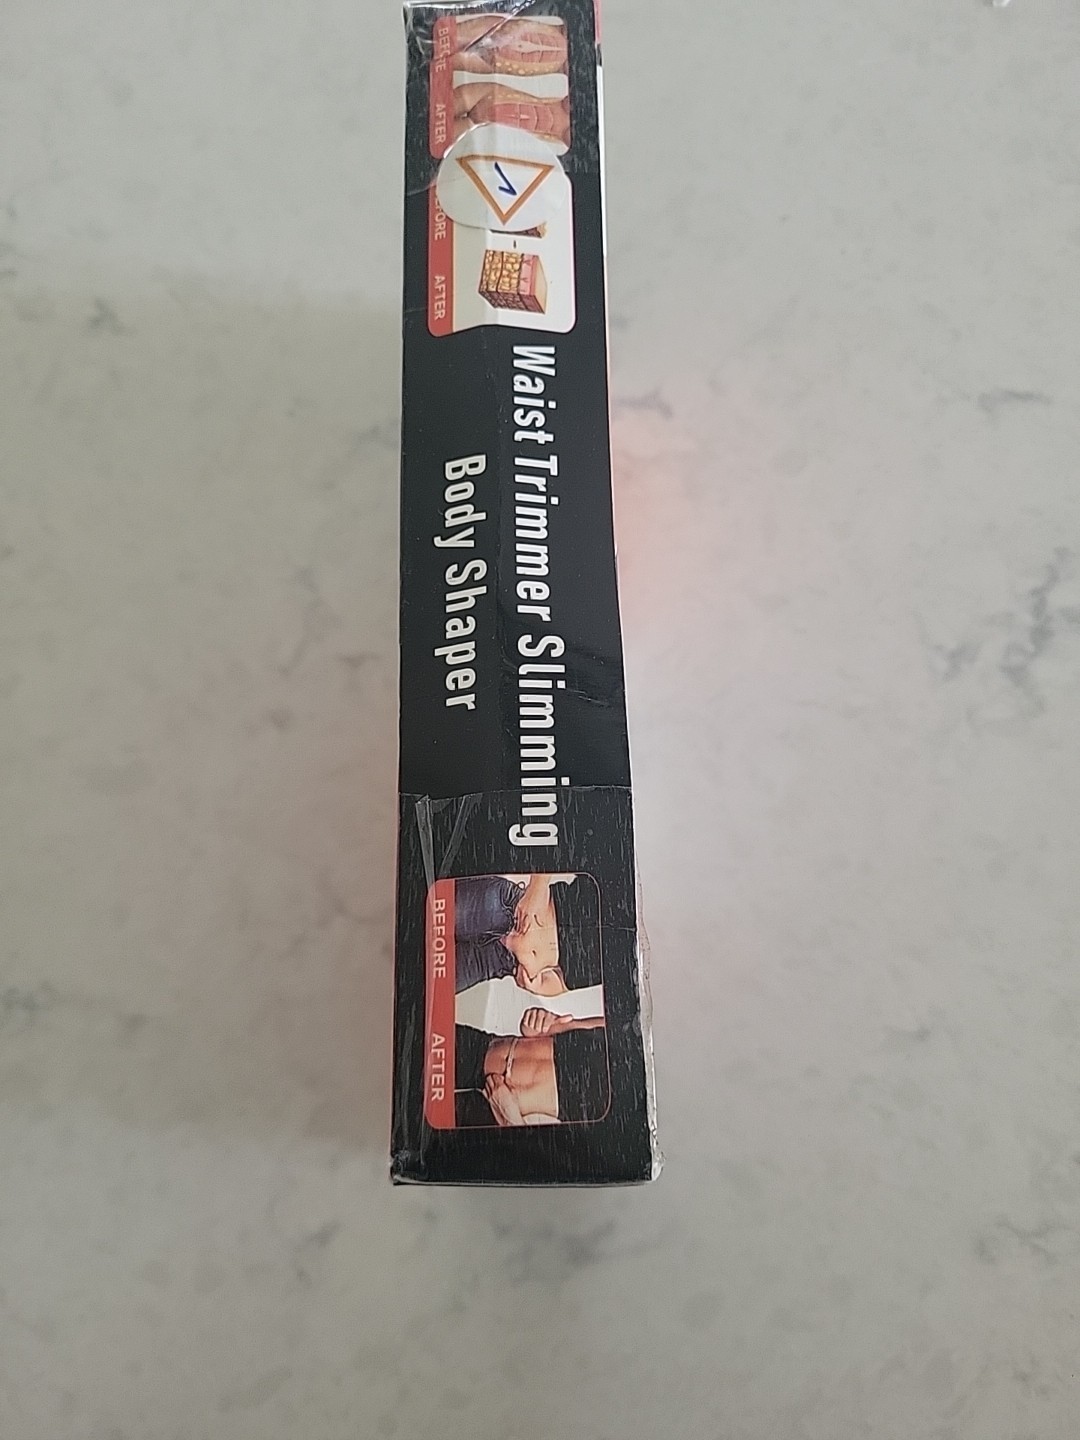 BEFORE AFTER
BEFORE AFTER
Waist Trimmer Slimming
Body Shaper
BEFORE AFTER